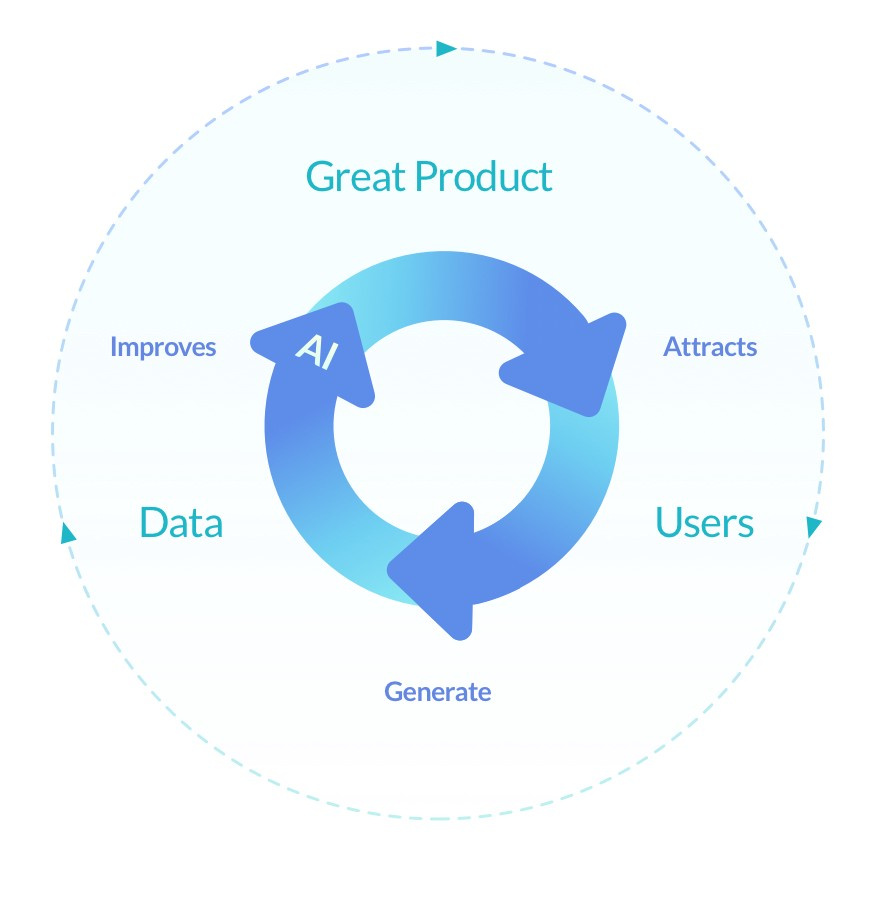 Great Product
Improves
AI
Attracts
Data
Users
Generate